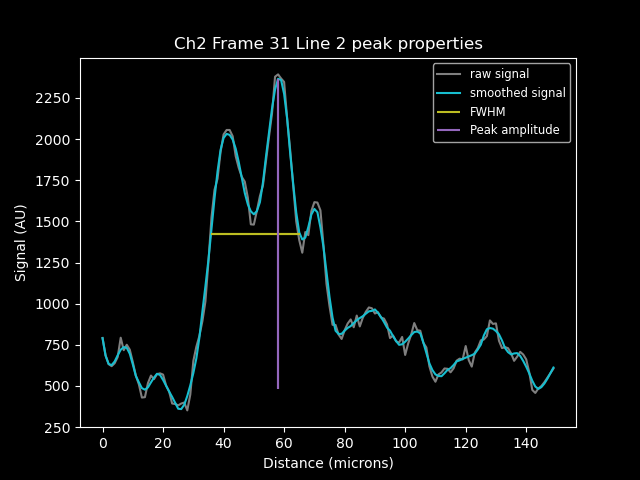 Ch2 Frame 31 Line 2 peak properties
raw signal
smoothed signal
FWHM
Peak amplitude
Signal (AU)
2250
2000
1750
1500
1250
1000
750
500
250
0 20 40 60 80 100 120 140
Distance (microns)